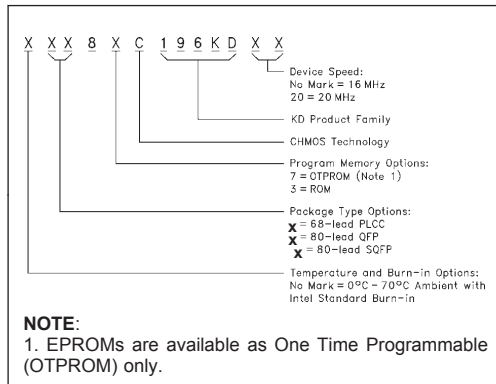 X X X 8 X C 1 9 6 K D X X
Device Speed:
No Mark = 16 MHz
20 = 20 MHz
KD Product Family
CHMOS Technology
Program Memory Options:
7 = OTPROM (Note 1)
3 = ROM
Package Type Options:
x = 68-lead PLCC
x = 80-lead QFP
x = 80-lead SQFP
Temperature and Burn-in Options:
No Mark = 0°C - 70°C Ambient with
Intel Standard Burn-in
NOTE:
1. EPROMs are available as One Time Programmable
(OTPROM) only.